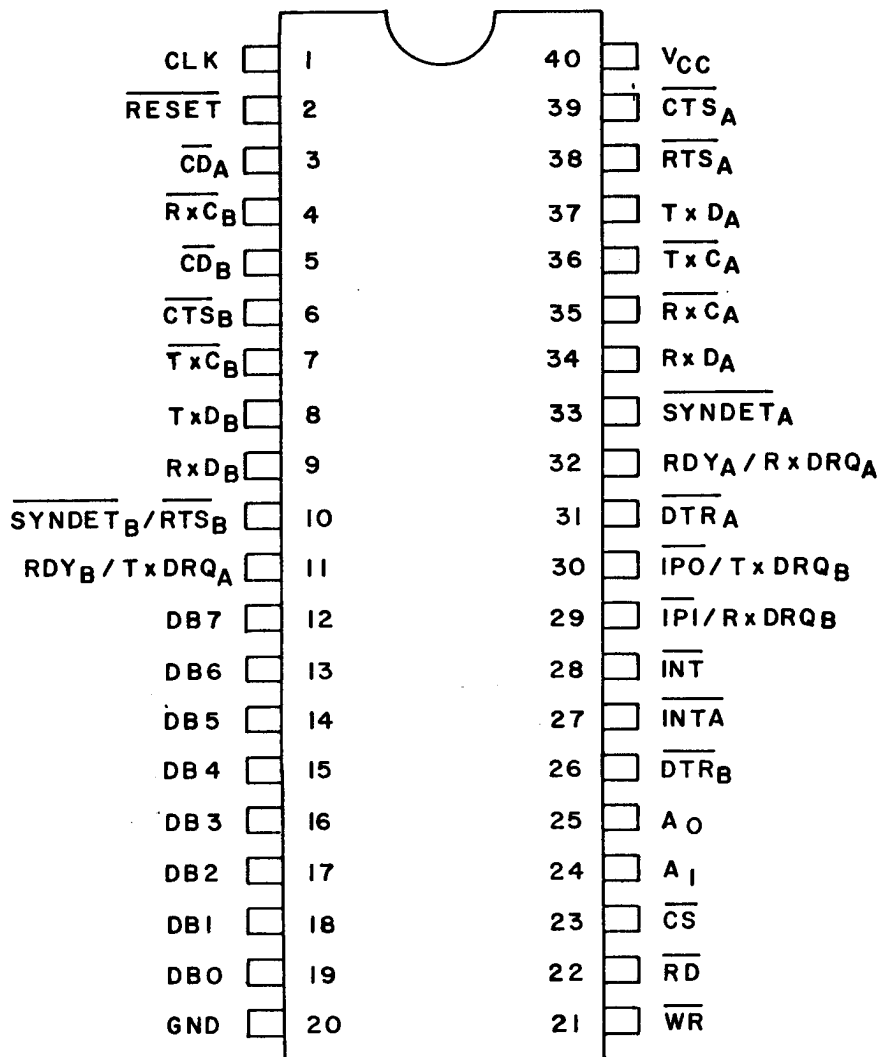 CLK 1 40 VCC
RESET 2 39 CTSA
CDA 3 38 RTSA
RxCB 4 37 TxDA
CDB 5 36 TxCA
CTSB 6 35 RxCA
TxCB 7 34 RxDA
TxDB 8 33 SYNDETA
RxDB 9 32 RDYA/RxDRQA
SYNDETB/RTSB 10 31 DTRA
RDYB/TxDRQA 11 30 IPO/TxDRQB
DB7 12 29 IPI/RxDRQB
DB6 13 28 INT
DB5 14 27 INTA
DB4 15 26 DTRB
DB3 16 25 A0
DB2 17 24 A1
DB1 18 23 CS
DB0 19 22 RD
GND 20 21 WR